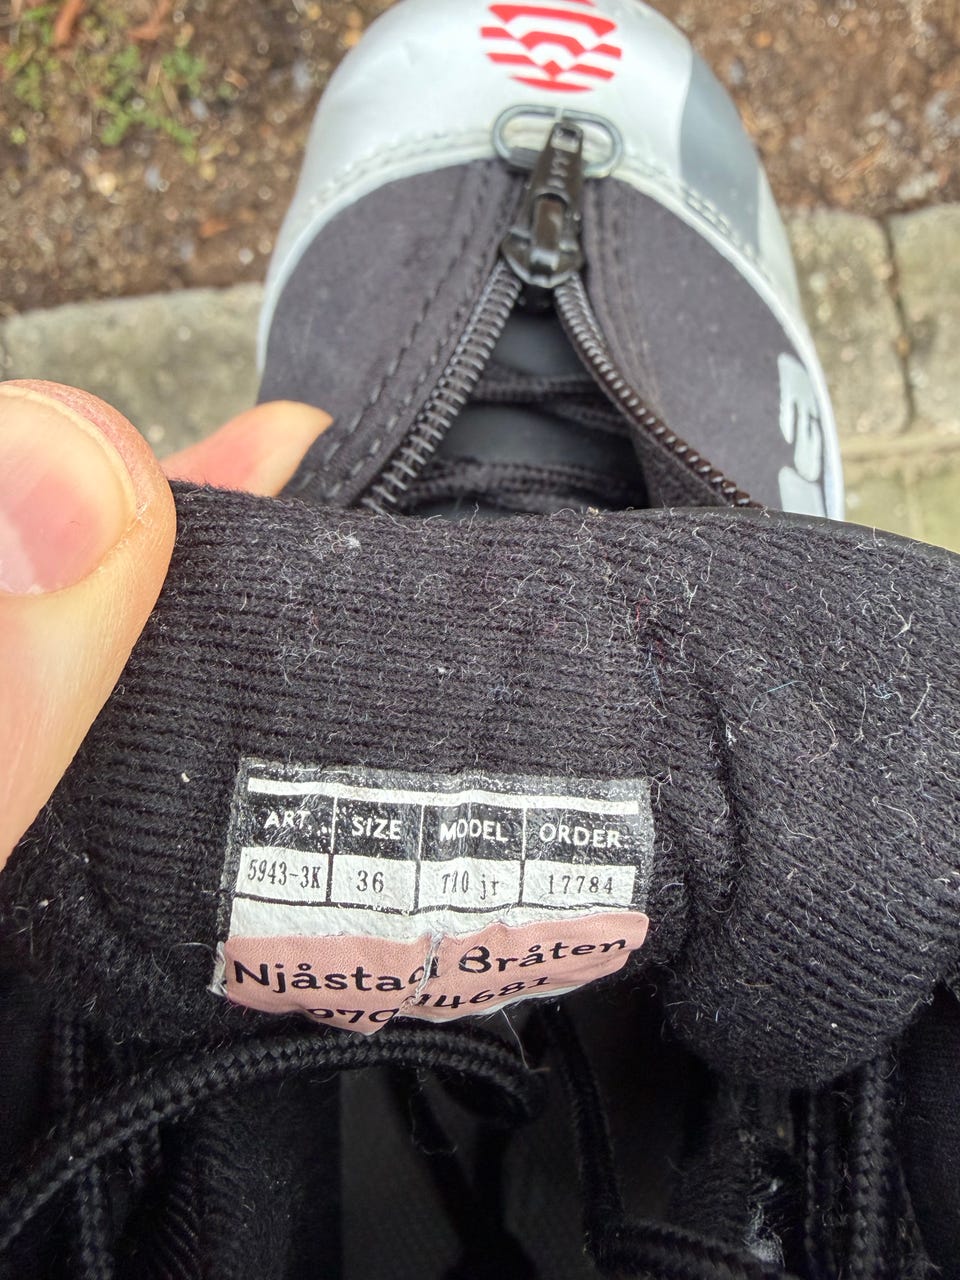 ART. SIZE MODEL ORDER
5943-3K 36 710 jr 17784
Njåstad Bråten